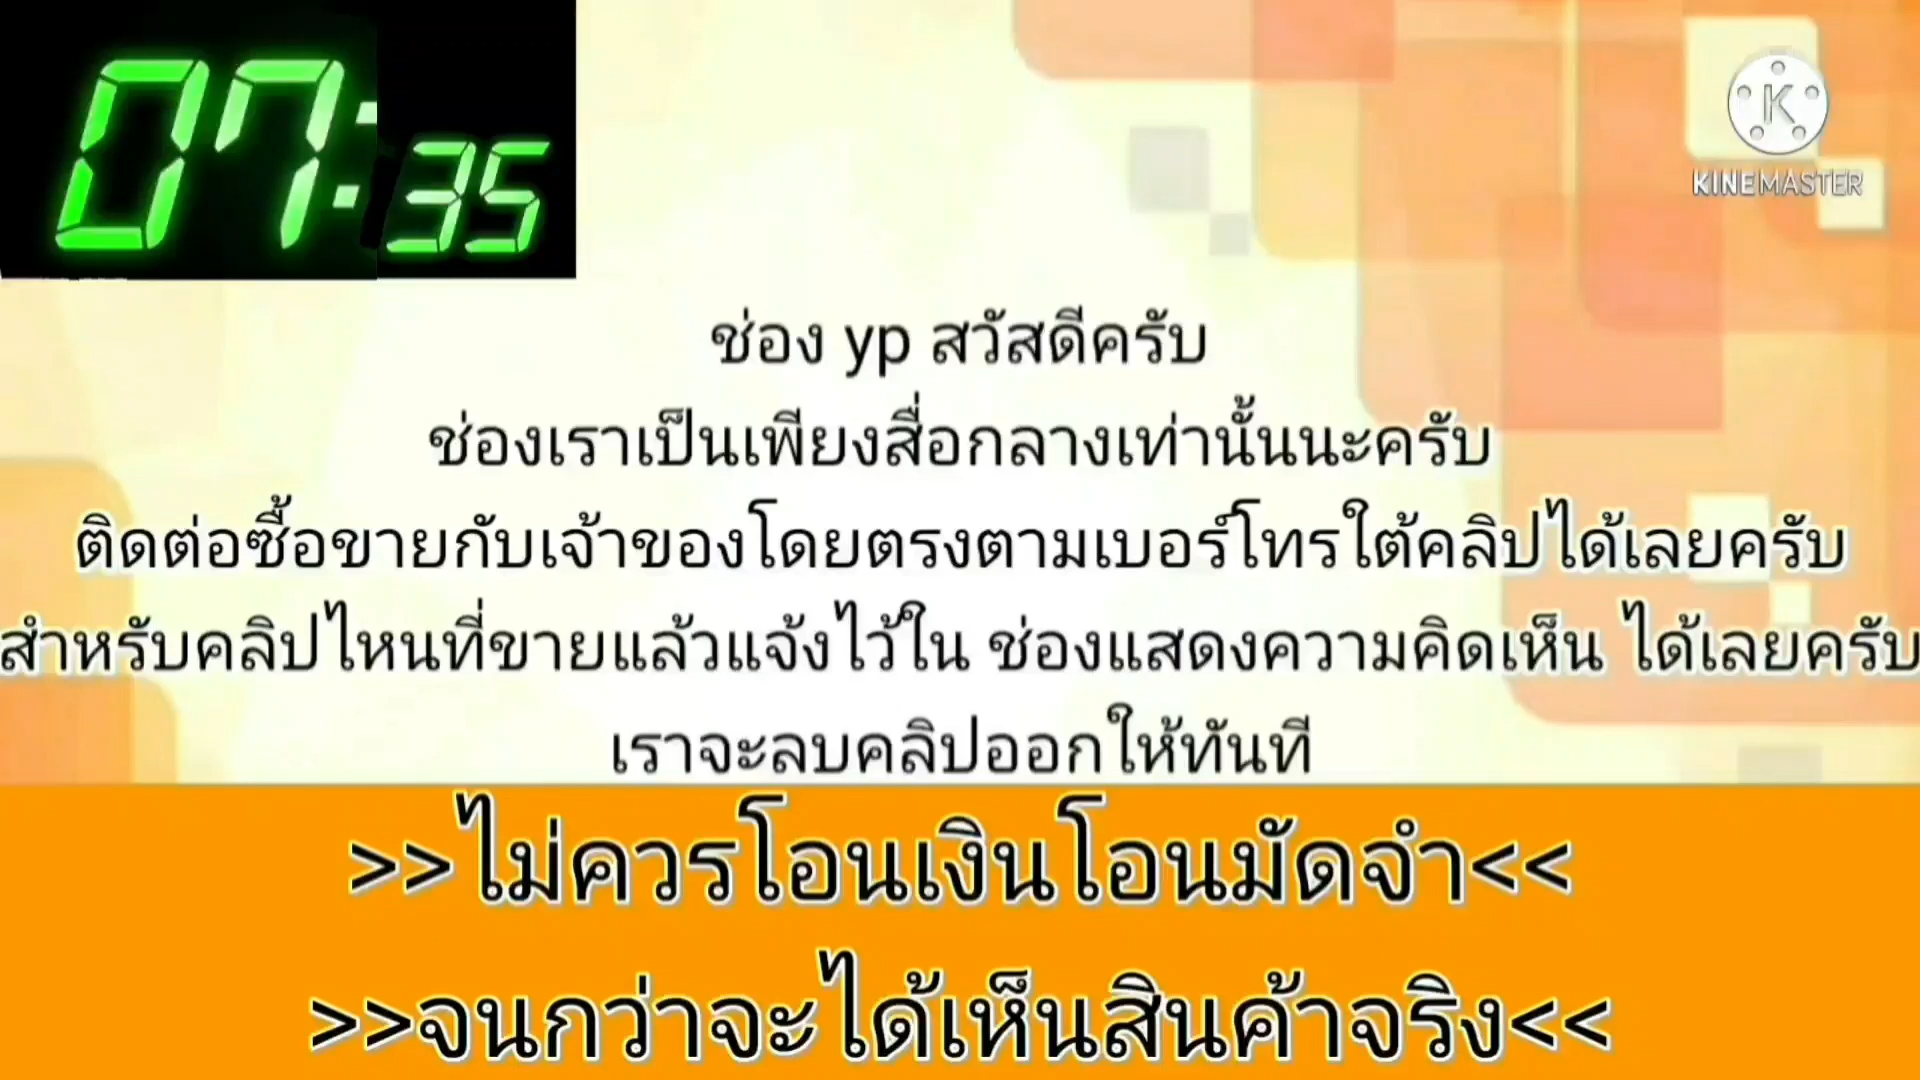 07:35
KINEMASTER
ช่อง yp สวัสดีครับ
ช่องเราเป็นเพียงสื่อกลางเท่านั้นนะครับ
ติดต่อซื้อขายกับเจ้าของโดยตรงตามเบอร์โทรใต้คลิปได้เลยครับ
สำหรับคลิปไหนที่ขายแล้วแจ้งไว้ใน ช่องแสดงความคิดเห็น ได้เลยครับ
เราจะลบคลิปออกให้ทันที
>>ไม่ควรโอนเงินโอนมัดจำ<<
>>จนกว่าจะได้เห็นสินค้าจริง<<